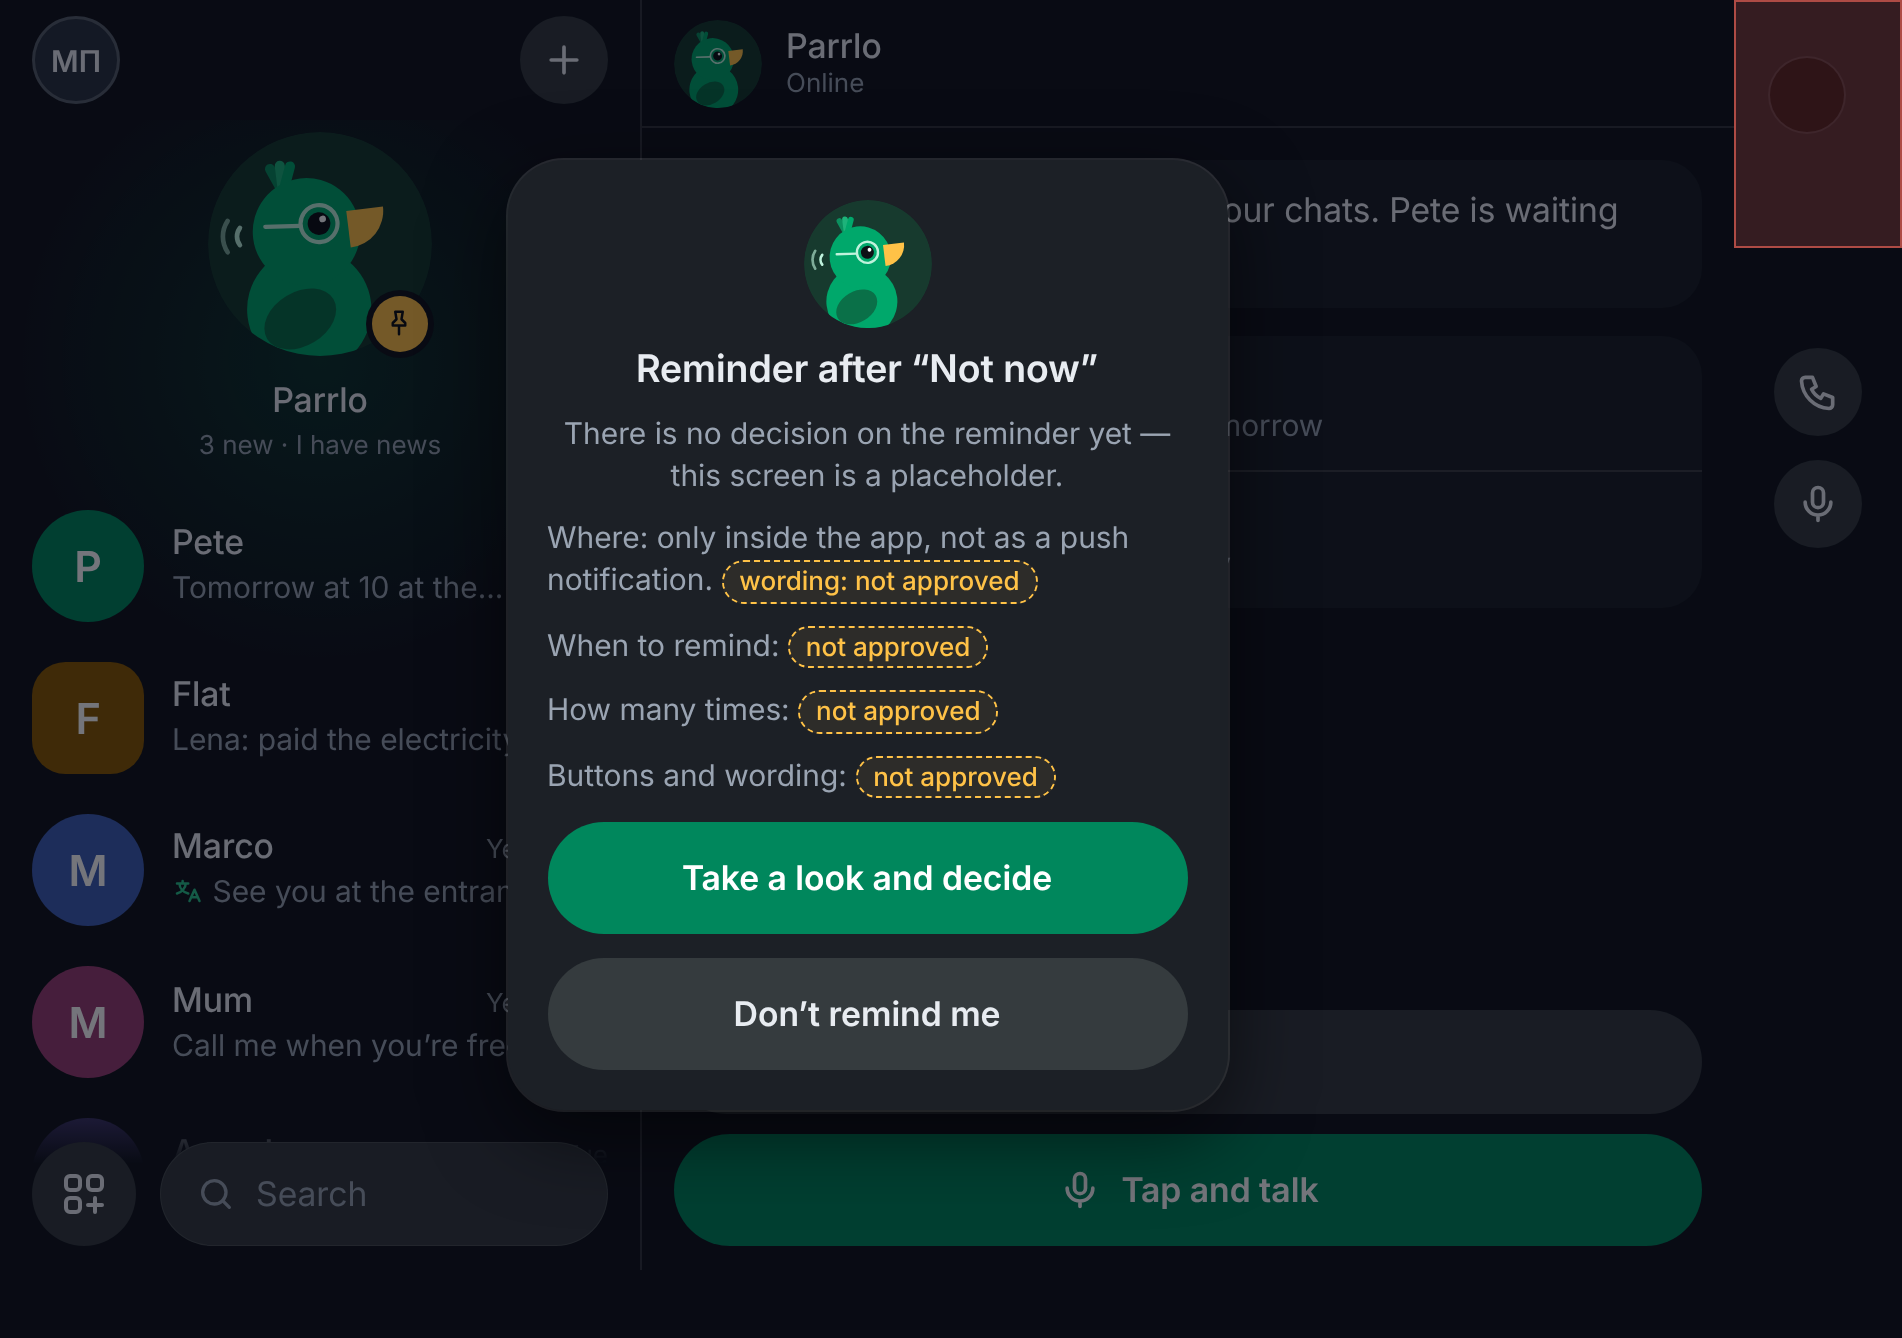 МП
Parrlo
Online
our chats. Pete is waiting
Parrlo
3 new · I have news
Reminder after “Not now”
There is no decision on the reminder yet —
this screen is a placeholder.
Where: only inside the app, not as a push
notification. wording: not approved
When to remind: not approved
How many times: not approved
Buttons and wording: not approved
Take a look and decide
Don’t remind me
Pete
Tomorrow at 10 at the...
Flat
Lena: paid the electricity
Marco
See you at the entran
Mum
Call me when you’re fre
Search
Tap and talk
P
F
M
M